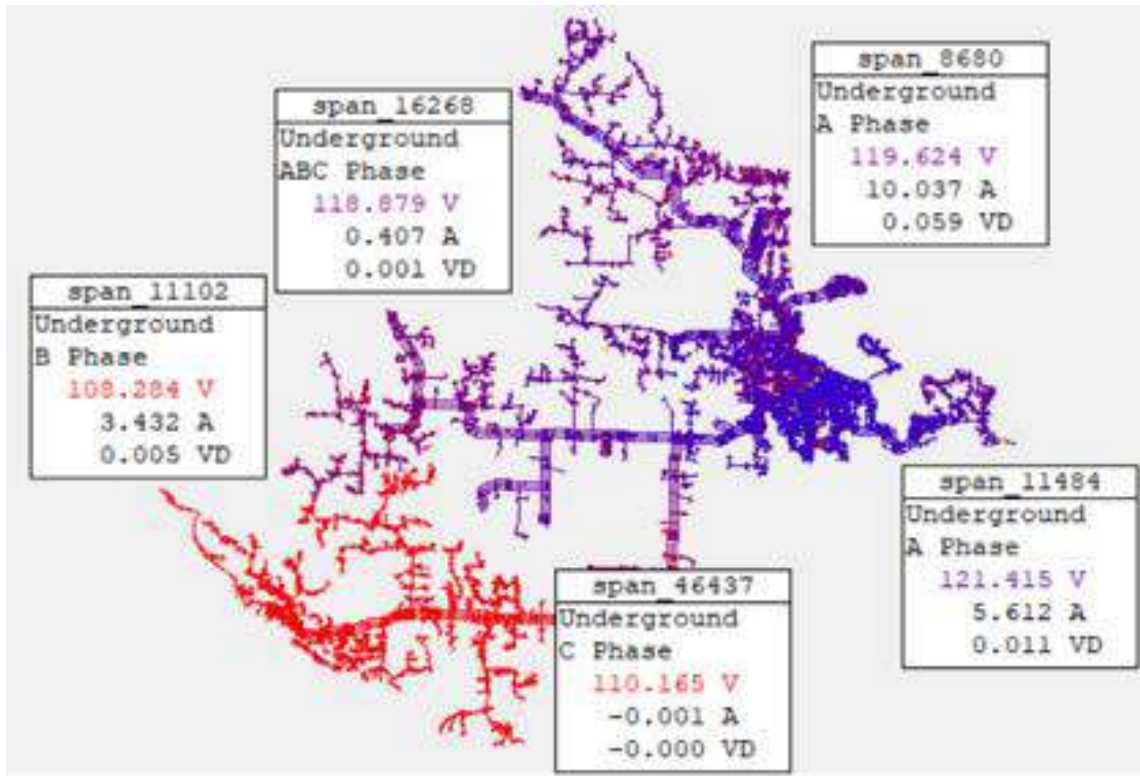 span_8680
Underground
A Phase
119.624 V
10.037 A
0.059 VD
span_16268
Underground
ABC Phase
118.879 V
0.407 A
0.001 VD
span_11102
Underground
B Phase
108.284 V
3.432 A
0.005 VD
span_11484
Underground
A Phase
121.415 V
5.612 A
0.011 VD
span_46437
Underground
C Phase
110.165 V
-0.001 A
-0.000 VD